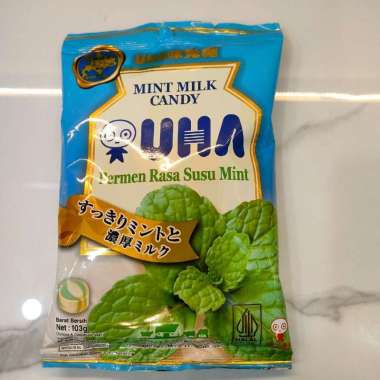 MINT MILK
CANDY
UHA
Permen Rasa Susu Mint
すっきりミントと
濃厚ミルク
Berat Bersih
Net : 103g
HALAL